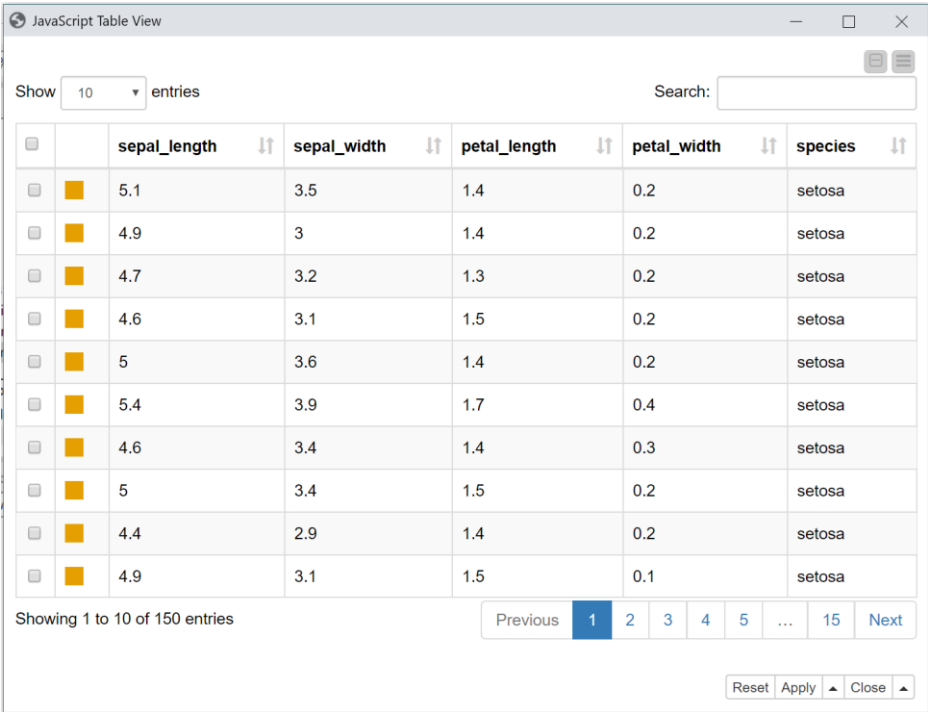 JavaScript Table View
Show 10 entries Search:
sepal_length sepal_width petal_length petal_width species
5.1 3.5 1.4 0.2 setosa
4.9 3 1.4 0.2 setosa
4.7 3.2 1.3 0.2 setosa
4.6 3.1 1.5 0.2 setosa
5 3.6 1.4 0.2 setosa
5.4 3.9 1.7 0.4 setosa
4.6 3.4 1.4 0.3 setosa
5 3.4 1.5 0.2 setosa
4.4 2.9 1.4 0.2 setosa
4.9 3.1 1.5 0.1 setosa
Showing 1 to 10 of 150 entries Previous 1 2 3 4 5 … 15 Next
Reset Apply Close